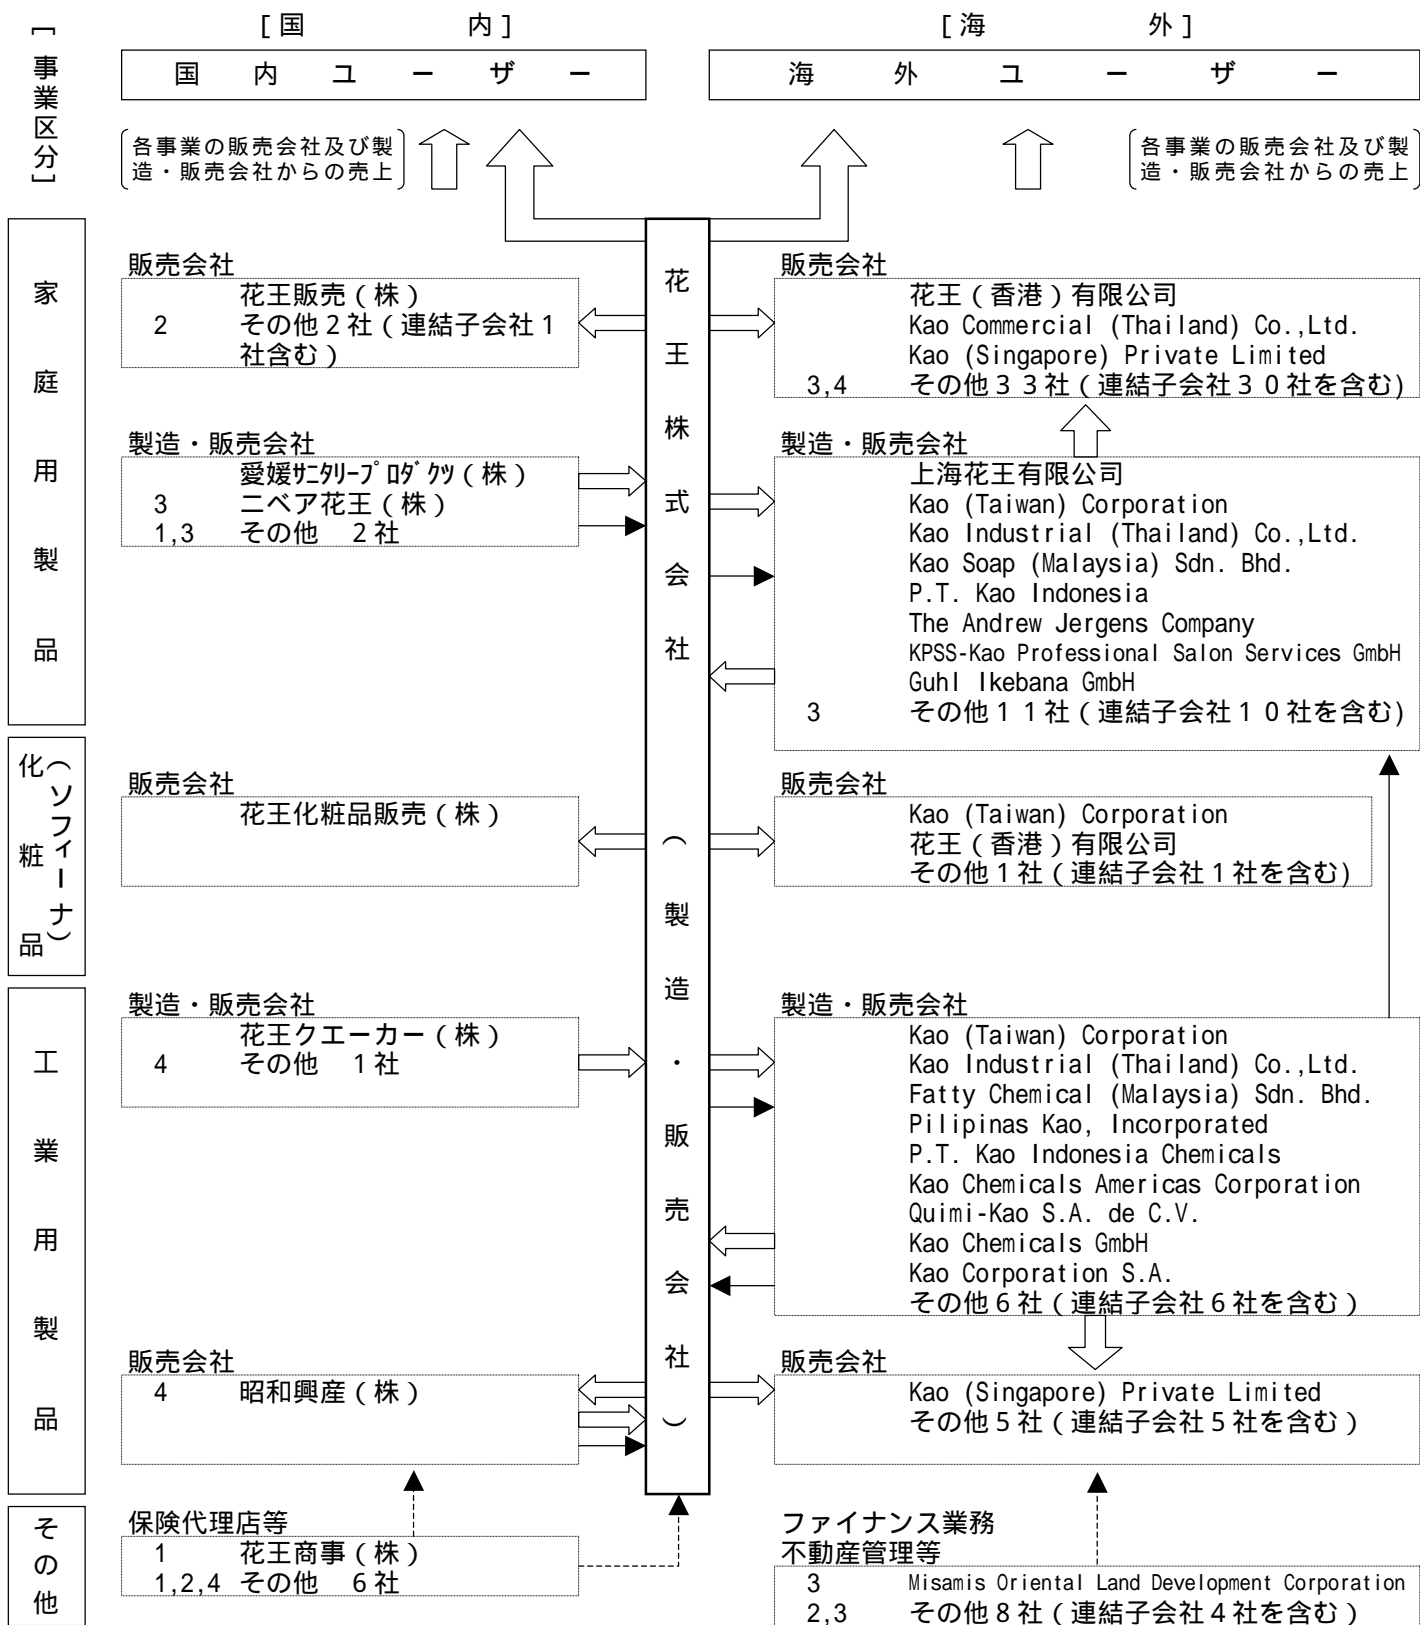 [事業区分]
[国　内]
[海　外]
国内ユーザー
海外ユーザー
各事業の販売会社及び製
造・販売会社からの売上
各事業の販売会社及び製
造・販売会社からの売上
花王株式会社（製造・販売会社）
家庭用製品
販売会社
花王販売（株）
2 その他２社（連結子会社１
社含む）
販売会社
花王（香港）有限公司
Kao Commercial (Thailand) Co.,Ltd.
Kao (Singapore) Private Limited
3,4 その他３３社（連結子会社３０社を含む)
製造・販売会社
愛媛ｻﾆﾀﾘｰﾌﾟﾛﾀﾞｸﾂ（株）
3 ニベア花王（株）
1,3 その他　２社
製造・販売会社
上海花王有限公司
Kao (Taiwan) Corporation
Kao Industrial (Thailand) Co.,Ltd.
Kao Soap (Malaysia) Sdn. Bhd.
P.T. Kao Indonesia
The Andrew Jergens Company
KPSS-Kao Professional Salon Services GmbH
Guhl Ikebana GmbH
3 その他１１社（連結子会社１０社を含む)
化粧品
（ソフィーナ）
販売会社
花王化粧品販売（株）
販売会社
Kao (Taiwan) Corporation
花王（香港）有限公司
その他１社（連結子会社１社を含む)
工業用製品
製造・販売会社
花王クエーカー（株）
4 その他　１社
製造・販売会社
Kao (Taiwan) Corporation
Kao Industrial (Thailand) Co.,Ltd.
Fatty Chemical (Malaysia) Sdn. Bhd.
Pilipinas Kao, Incorporated
P.T. Kao Indonesia Chemicals
Kao Chemicals Americas Corporation
Quimi-Kao S.A. de C.V.
Kao Chemicals GmbH
Kao Corporation S.A.
その他６社（連結子会社６社を含む）
販売会社
4 昭和興産（株）
販売会社
Kao (Singapore) Private Limited
その他５社（連結子会社５社を含む）
その他
保険代理店等
1 花王商事（株）
1,2,4 その他　６社
ファイナンス業務
不動産管理等
3 Misamis Oriental Land Development Corporation
2,3 その他８社（連結子会社４社を含む）